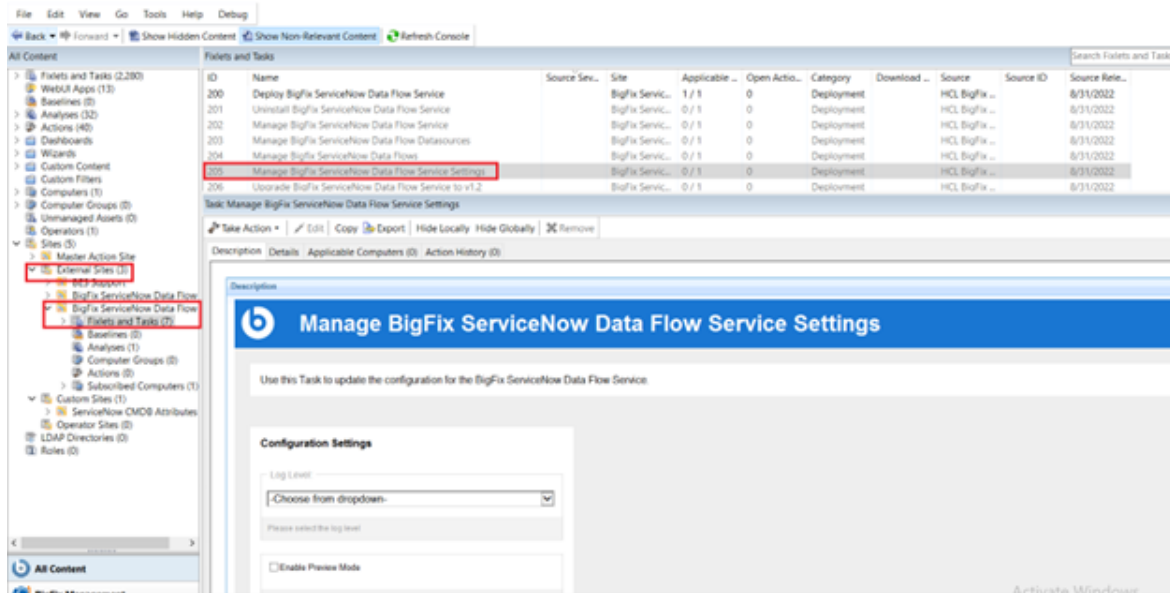 File Edit View Go Tools Help Debug
Back Forward Show Hidden Content Show Non-Relevant Content Refresh Console
All Content
Fixlets and Tasks (2,280)
WebUI Apps (13)
Baselines (0)
Analyses (32)
Actions (40)
Dashboards
Wizards
Custom Content
Custom Filters
Computers (1)
Computer Groups (0)
Unmanaged Assets (0)
Operators (1)
Sites (5)
Master Action Site
External Sites (3)
BES Support
BigFix ServiceNow Data Flow
BigFix ServiceNow Data Flow
Fixlets and Tasks (7)
Baselines (0)
Analyses (1)
Computer Groups (0)
Actions (0)
Subscribed Computers (1)
Custom Sites (1)
ServiceNow CMDB Attributes
Operator Sites (0)
LDAP Directories (0)
Roles (0)
All Content
BigFix Management
Fixlets and Tasks Search Fixlets and Task
ID Name Source Sev... Site Applicable ... Open Actio... Category Download ... Source Source ID Source Rele...
200 Deploy BigFix ServiceNow Data Flow Service BigFix Servic... 1 / 1 0 Deployment HCL BigFix ... 8/31/2022
201 Uninstall BigFix ServiceNow Data Flow Service BigFix Servic... 0 / 1 0 Deployment HCL BigFix ... 8/31/2022
202 Manage BigFix ServiceNow Data Flow Service BigFix Servic... 0 / 1 0 Deployment HCL BigFix ... 8/31/2022
203 Manage BigFix ServiceNow Data Flow Datasources BigFix Servic... 0 / 1 0 Deployment HCL BigFix ... 8/31/2022
204 Manage BigFix ServiceNow Data Flows BigFix Servic... 0 / 1 0 Deployment HCL BigFix ... 8/31/2022
205 Manage BigFix ServiceNow Data Flow Service Settings BigFix Servic... 0 / 1 0 Deployment HCL BigFix ... 8/31/2022
206 Upgrade BigFix ServiceNow Data Flow Service to v1.2 BigFix Servic... 0 / 1 0 Deployment HCL BigFix ... 8/31/2022
Task: Manage BigFix ServiceNow Data Flow Service Settings
Take Action Edit Copy Export Hide Locally Hide Globally Remove
Description Details Applicable Computers (0) Action History (0)
Description
Manage BigFix ServiceNow Data Flow Service Settings
Use this Task to update the configuration for the BigFix ServiceNow Data Flow Service.
Configuration Settings
Log Level:
-Choose from dropdown-
Please select the log level
Enable Preview Mode
Activate Windows